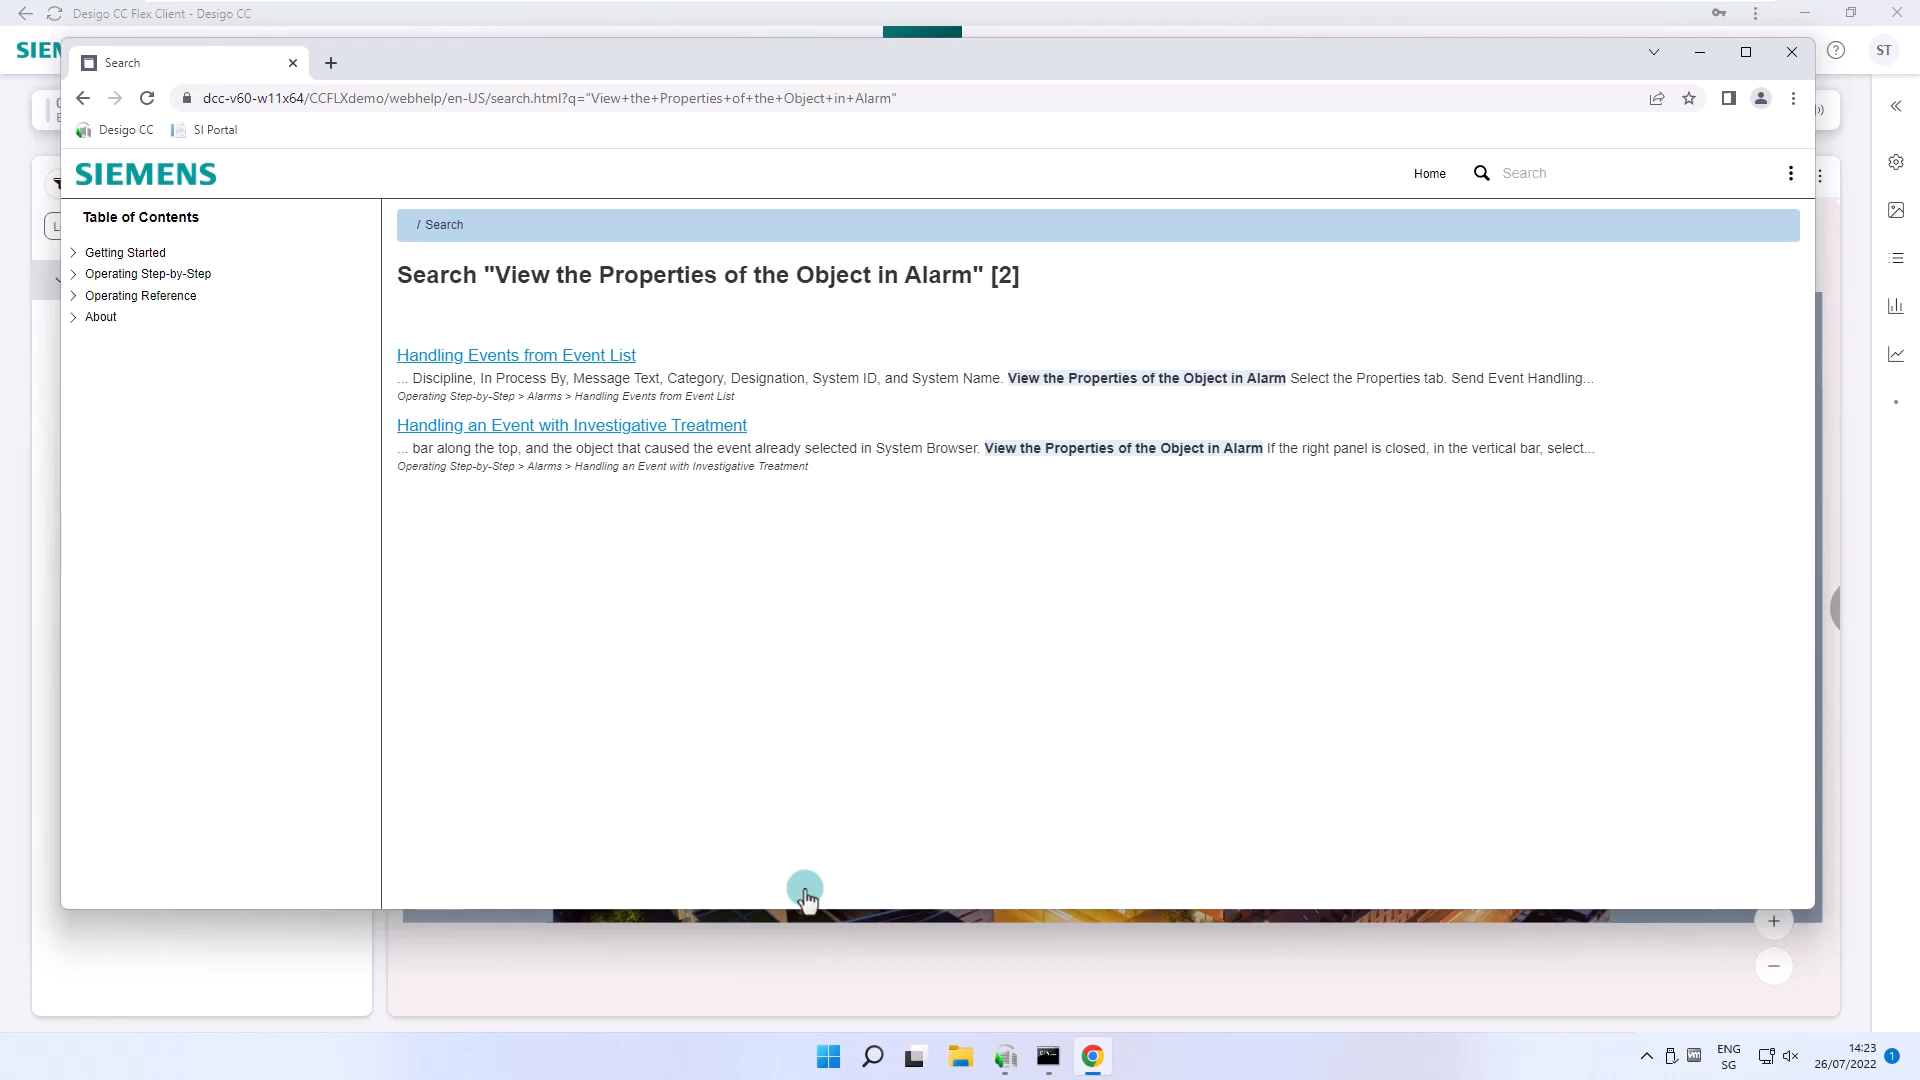 Desigo CC Flex Client - Desigo CC
SIEM
ST
Search
dcc-v60-w11x64/CCFLXdemo/webhelp/en-US/search.html?q="View+the+Properties+of+the+Object+in+Alarm"
Desigo CC
SI Portal
SIEMENS
Home
Search
Table of Contents
Getting Started
Operating Step-by-Step
Operating Reference
About
/ Search
Search "View the Properties of the Object in Alarm" [2]
Handling Events from Event List
... Discipline, In Process By, Message Text, Category, Designation, System ID, and System Name. View the Properties of the Object in Alarm Select the Properties tab. Send Event Handling...
Operating Step-by-Step > Alarms > Handling Events from Event List
Handling an Event with Investigative Treatment
... bar along the top, and the object that caused the event already selected in System Browser. View the Properties of the Object in Alarm If the right panel is closed, in the vertical bar, select...
Operating Step-by-Step > Alarms > Handling an Event with Investigative Treatment
ENG
SG
14:23
26/07/2022
1